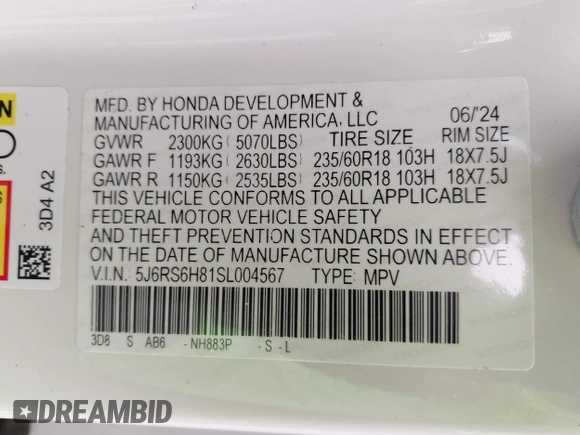 MFD. BY HONDA DEVELOPMENT &
MANUFACTURING OF AMERICA, LLC 06/'24
GVWR 2300KG ( 5070LBS) TIRE SIZE RIM SIZE
GAWR F 1193KG ( 2630LBS) 235/60R18 103H 18X7.5J
GAWR R 1150KG ( 2535LBS) 235/60R18 103H 18X7.5J
THIS VEHICLE CONFORMS TO ALL APPLICABLE
FEDERAL MOTOR VEHICLE SAFETY
AND THEFT PREVENTION STANDARDS IN EFFECT
ON THE DATE OF MANUFACTURE SHOWN ABOVE.
V.I.N. 5J6RS6H81SL004567 TYPE: MPV
3D8 S AB6 -NH883P -S-L
3D4 A2
DREAMBID